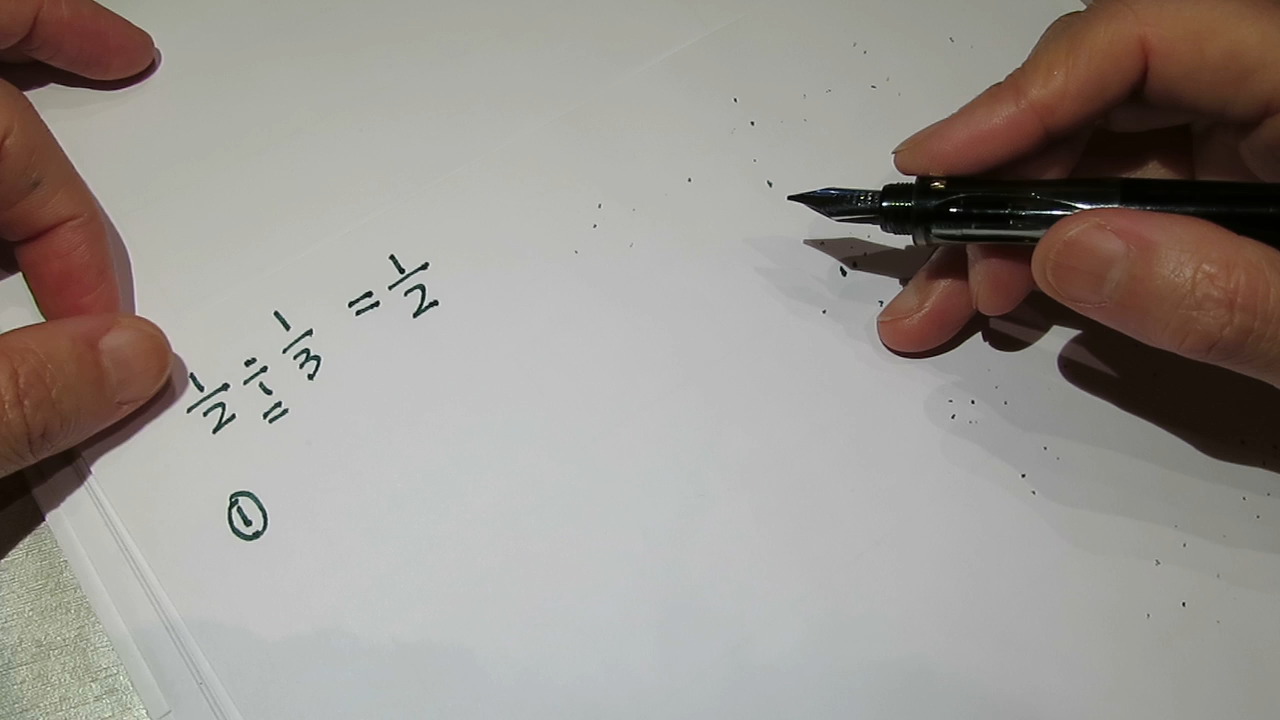 1/2 ÷ 1/3 = 1/2
=
①